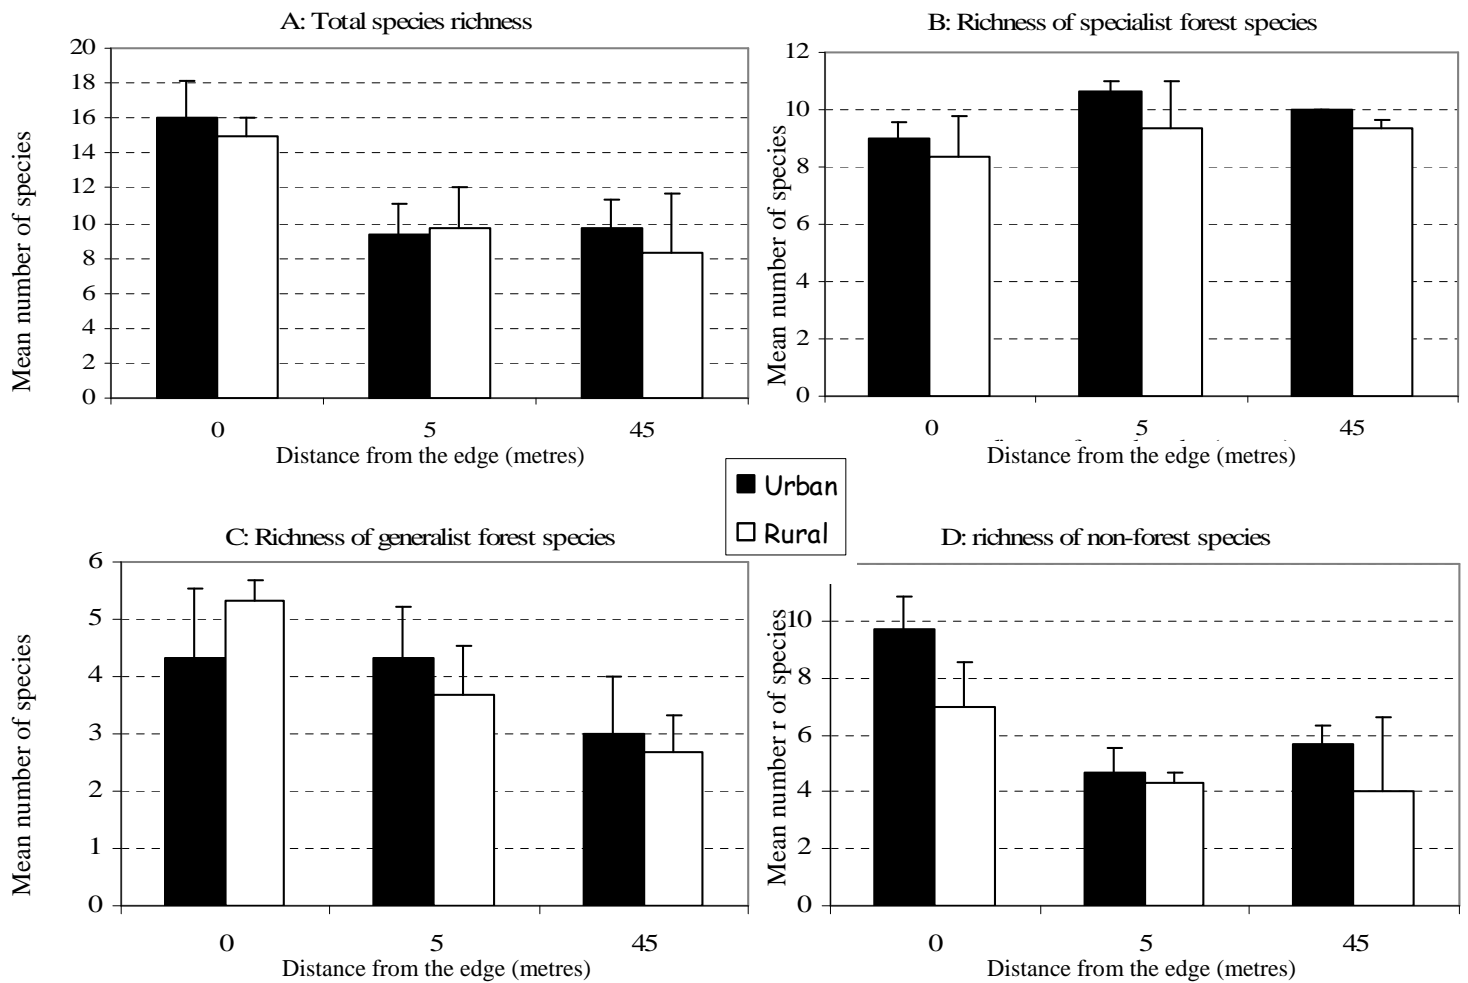 A: Total species richness
20
18
16
14
12
10
8
6
4
2
0
Mean number of species
0 5 45
Distance from the edge (metres)
B: Richness of specialist forest species
12
10
8
6
4
2
0
Mean number of species
0 5 45
Distance from the edge (metres)
Urban
Rural
C: Richness of generalist forest species
6
5
4
3
2
1
0
Mean number of species
0 5 45
Distance from the edge (metres)
D: richness of non-forest species
10
8
6
4
2
0
Mean number r of species
0 5 45
Distance from the edge (metres)